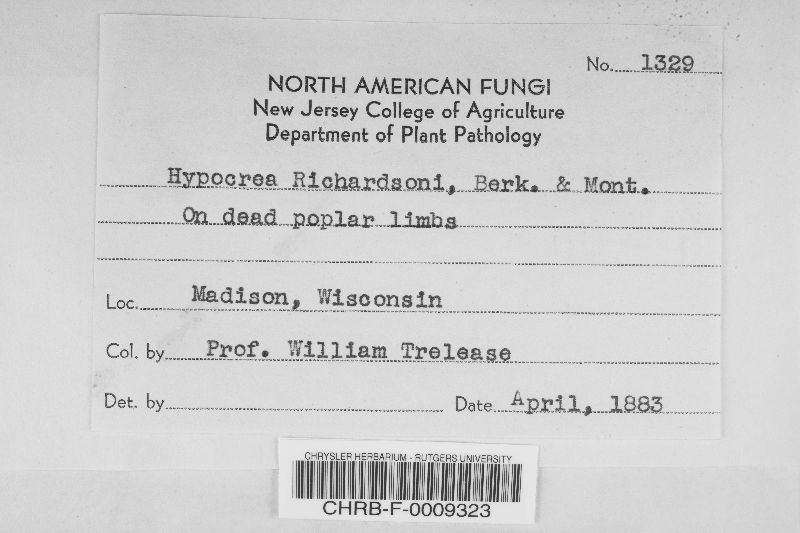 No. 1329
NORTH AMERICAN FUNGI
New Jersey College of Agriculture
Department of Plant Pathology
Hypocrea Richardsoni, Berk. & Mont.
On dead poplar limbs
Loc. Madison, Wisconsin
Col. by Prof. William Trelease
Det. by Date April, 1883
CHRYSLER HERBARIUM - RUTGERS UNIVERSITY
CHRB-F-0009323